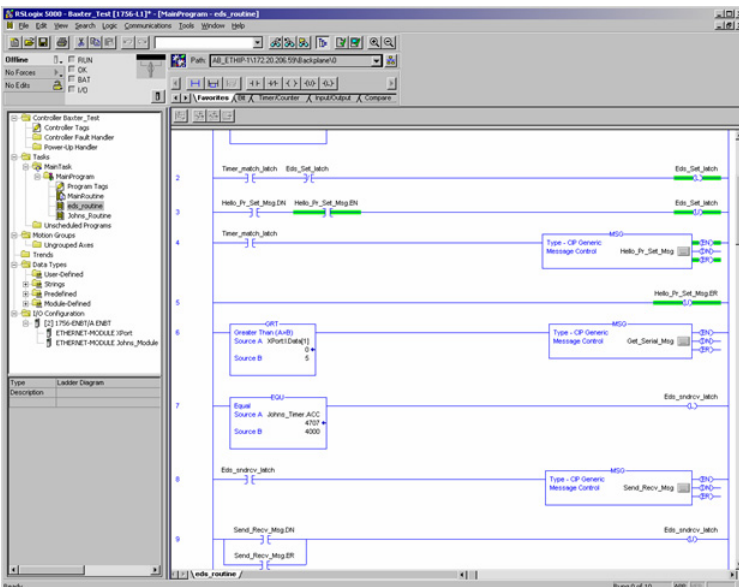 RSLogix 5000 - Baxter_Test [1756-L1]* - [MainProgram - eds_routine]
File Edit View Search Logic Communications Tools Window Help
Offline
RUN
No Forces
OK
No Edits
BAT
I/O
Path: AB_ETHIP-1\172.20.206.59\Backplane\0
Favorites Bit Timer/Counter Input/Output Compare
Controller Baxter_Test
Controller Tags
Controller Fault Handler
Power-Up Handler
Tasks
MainTask
MainProgram
Program Tags
MainRoutine
eds_routine
Johns_Routine
Unscheduled Programs
Motion Groups
Ungrouped Axes
Trends
Data Types
User-Defined
Strings
Predefined
Module-Defined
I/O Configuration
[2] 1756-ENBT/A ENBT
ETHERNET-MODULE XPort
ETHERNET-MODULE Johns_Module
Type Ladder Diagram
Description
2
Timer_match_latch Eds_Set_latch Eds_Set_latch
3
Hello_Pr_Set_Msg.DN Hello_Pr_Set_Msg.EN Eds_Set_latch
4
Timer_match_latch
MSG
Type - CIP Generic
Message Control Hello_Pr_Set_Msg
EN
DN
ER
5
Hello_Pr_Set_Msg.ER
6
GRT
Greater Than (A>B)
Source A XPort:I.Data[1]
0
Source B 5
MSG
Type - CIP Generic
Message Control Get_Serial_Msg
EN
DN
ER
7
EQU
Equal
Source A Johns_Timer.ACC
4707
Source B 4000
Eds_sndrcv_latch
L
8
Eds_sndrcv_latch
MSG
Type - CIP Generic
Message Control Send_Recv_Msg
EN
DN
ER
9
Send_Recv_Msg.DN Eds_sndrcv_latch
Send_Recv_Msg.ER
eds_routine
Ready